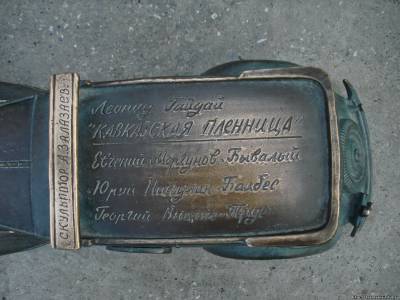 СКУЛЬПТОР А.ЗАЛАЗАЕВ.
Леонид Гайдай
"КАВКАЗСКАЯ ПЛЕННИЦА"
Евгений Моргунов-Бывалый
Юрий Никулин-Балбес
Георгий Вицин-Трус